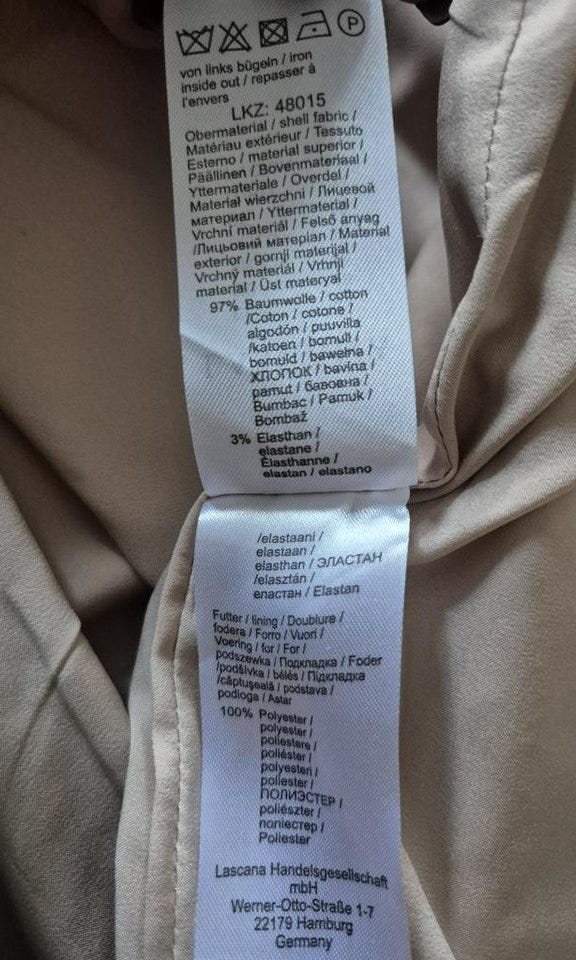 P
von links bügeln / iron
inside out / repasser à
l'envers
LKZ: 48015
Obermaterial / shell fabric /
Matériau extérieur / Tessuto
Esterno / material superior /
Päällinen / Bovenmateriaal /
Yttermateriale / Overdel /
Materiał wierzchni / Лицевой
материал / Yttermaterial /
Vrchní materiál / Felső anyag
/Лицьовий матеріал / Material
exterior / gornji materijal /
Vrchný materiál / Vrhnji
material / Üst materyal
97% Baumwolle / cotton
/Coton / cotone /
algodón / puuvilla
/katoen / bomull /
bomuld / bawełna /
ХЛОПОК / bavlna /
pamut / бавовна /
Bumbac / Pamuk /
Bombaž
3% Elasthan /
elastane /
Élasthanne /
elastan / elastano
/elastaani /
elastaan /
elasthan / ЭЛАСТАН
/elasztán /
еластан / Elastan
Futter / lining / Doublure /
fodera / Forro / Vuori /
Voering / for / For /
podszewka / Подкладка / Foder
/podšívka / bélés / Підкладка
/căptuşeală / postava /
podloga / Astar
100% Polyester /
polyester /
poliestere /
poliéster /
polyesteri /
poliester /
ПОЛИЭСТЕР /
poliészter /
поліестер /
Poliester
Lascana Handelsgesellschaft
mbH
Werner-Otto-Straße 1-7
22179 Hamburg
Germany